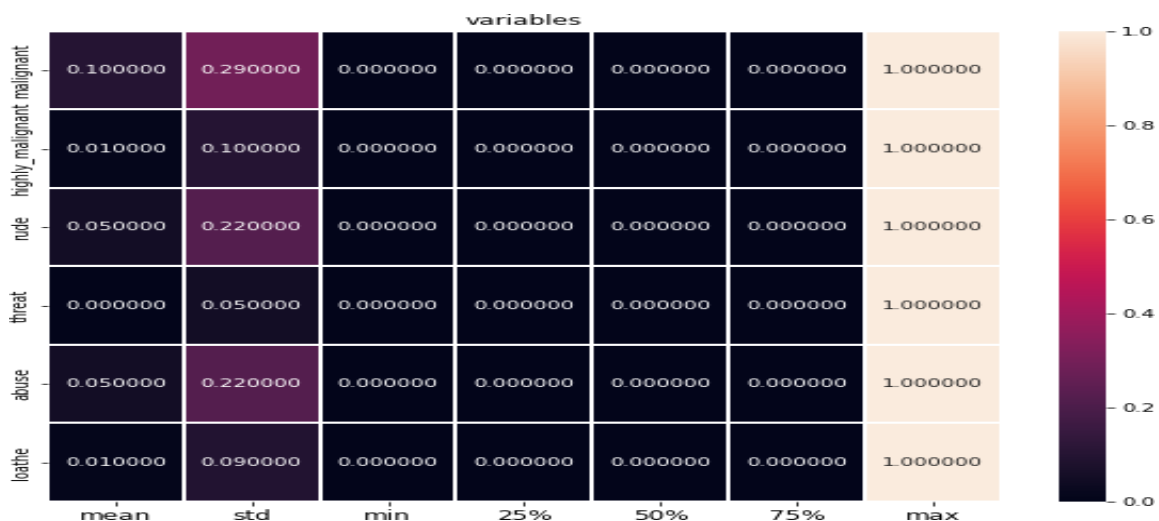 variables
malignant 0.100000 0.290000 0.000000 0.000000 0.000000 0.000000 1.000000
highly_malignant 0.010000 0.100000 0.000000 0.000000 0.000000 0.000000 1.000000
rude 0.050000 0.220000 0.000000 0.000000 0.000000 0.000000 1.000000
threat 0.000000 0.050000 0.000000 0.000000 0.000000 0.000000 1.000000
abuse 0.050000 0.220000 0.000000 0.000000 0.000000 0.000000 1.000000
loathe 0.010000 0.090000 0.000000 0.000000 0.000000 0.000000 1.000000
mean std min 25% 50% 75% max
1.0
0.8
0.6
0.4
0.2
0.0